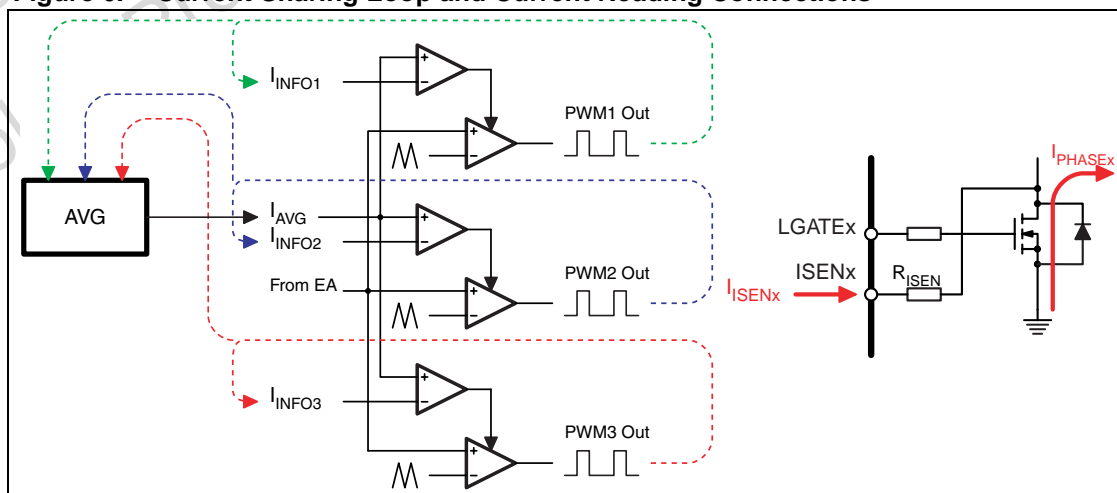 Current Sharing Loop and Current Reading Connections
I_INFO1
PWM1 Out
AVG
I_AVG
I_INFO2
From EA
PWM2 Out
I_INFO3
PWM3 Out
+
−
+
−
+
−
+
−
+
−
+
−
I_PHASEx
LGATEx
ISENx
R_ISEN
I_ISENx